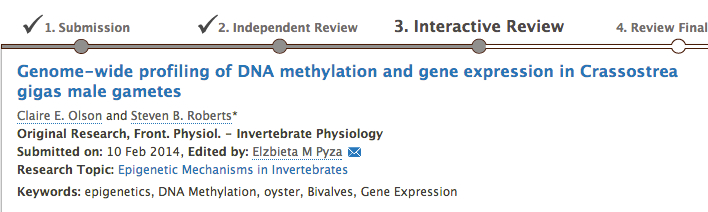 1. Submission 2. Independent Review 3. Interactive Review 4. Review Final
Genome-wide profiling of DNA methylation and gene expression in Crassostrea
gigas male gametes
Claire E. Olson and Steven B. Roberts*
Original Research, Front. Physiol. - Invertebrate Physiology
Submitted on: 10 Feb 2014, Edited by: Elzbieta M Pyza
Research Topic: Epigenetic Mechanisms in Invertebrates
Keywords: epigenetics, DNA Methylation, oyster, Bivalves, Gene Expression